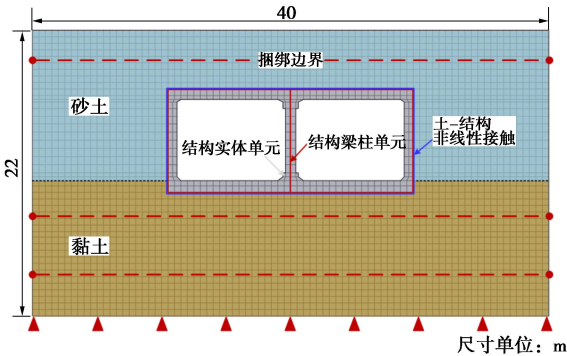 40
捆绑边界
砂土
土-结构
非线性接触
结构实体单元
结构梁柱单元
22
黏土
尺寸单位：m